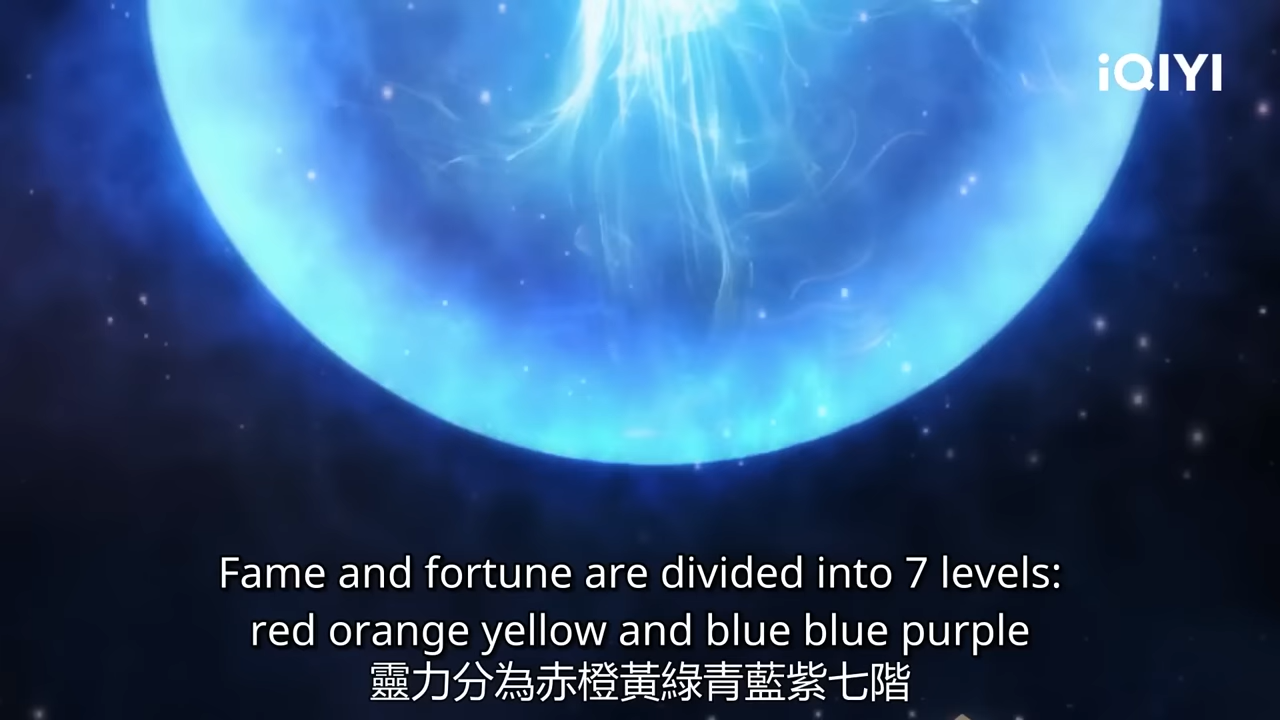 iQIYI
Fame and fortune are divided into 7 levels:
red orange yellow and blue blue purple
靈力分為赤橙黃綠青藍紫七階